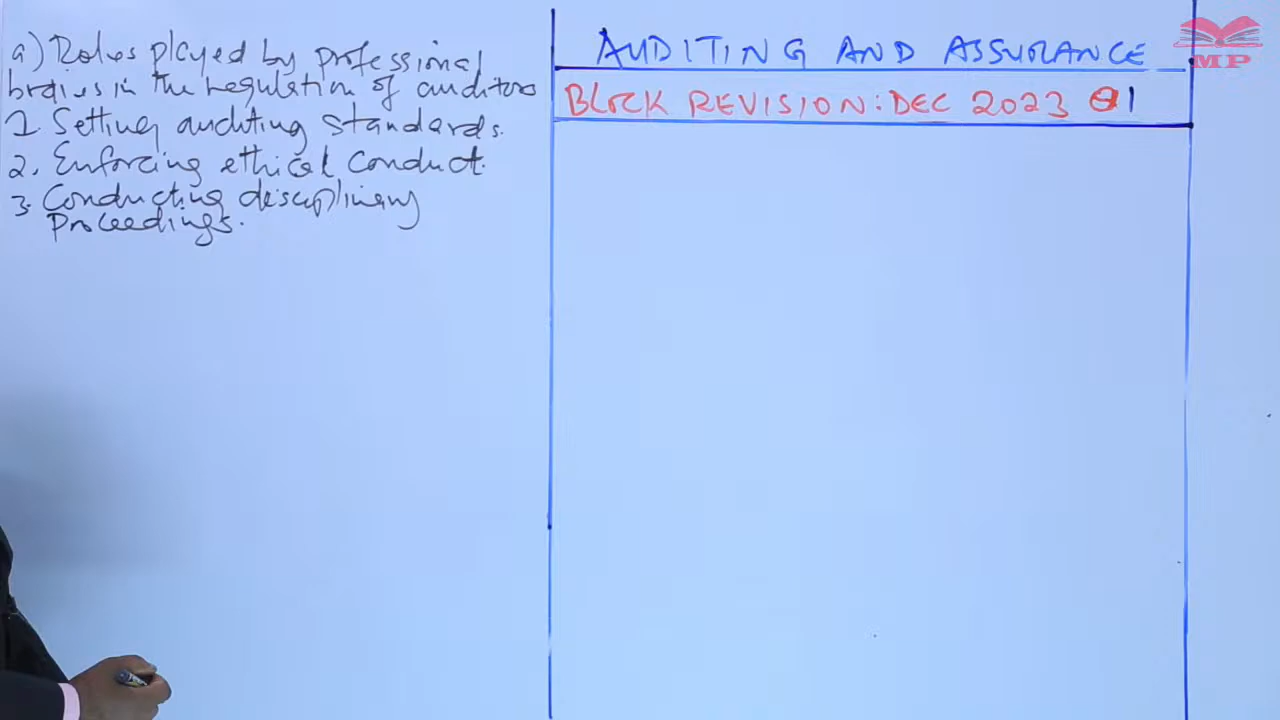 a) Roles played by professional
bodies in the regulation of auditors
1. Setting auditing standards.
2. Enforcing ethical conduct.
3. Conducting disciplinary
proceedings.
AUDITING AND ASSURANCE
BLOCK REVISION: DEC 2023 Q1
MP